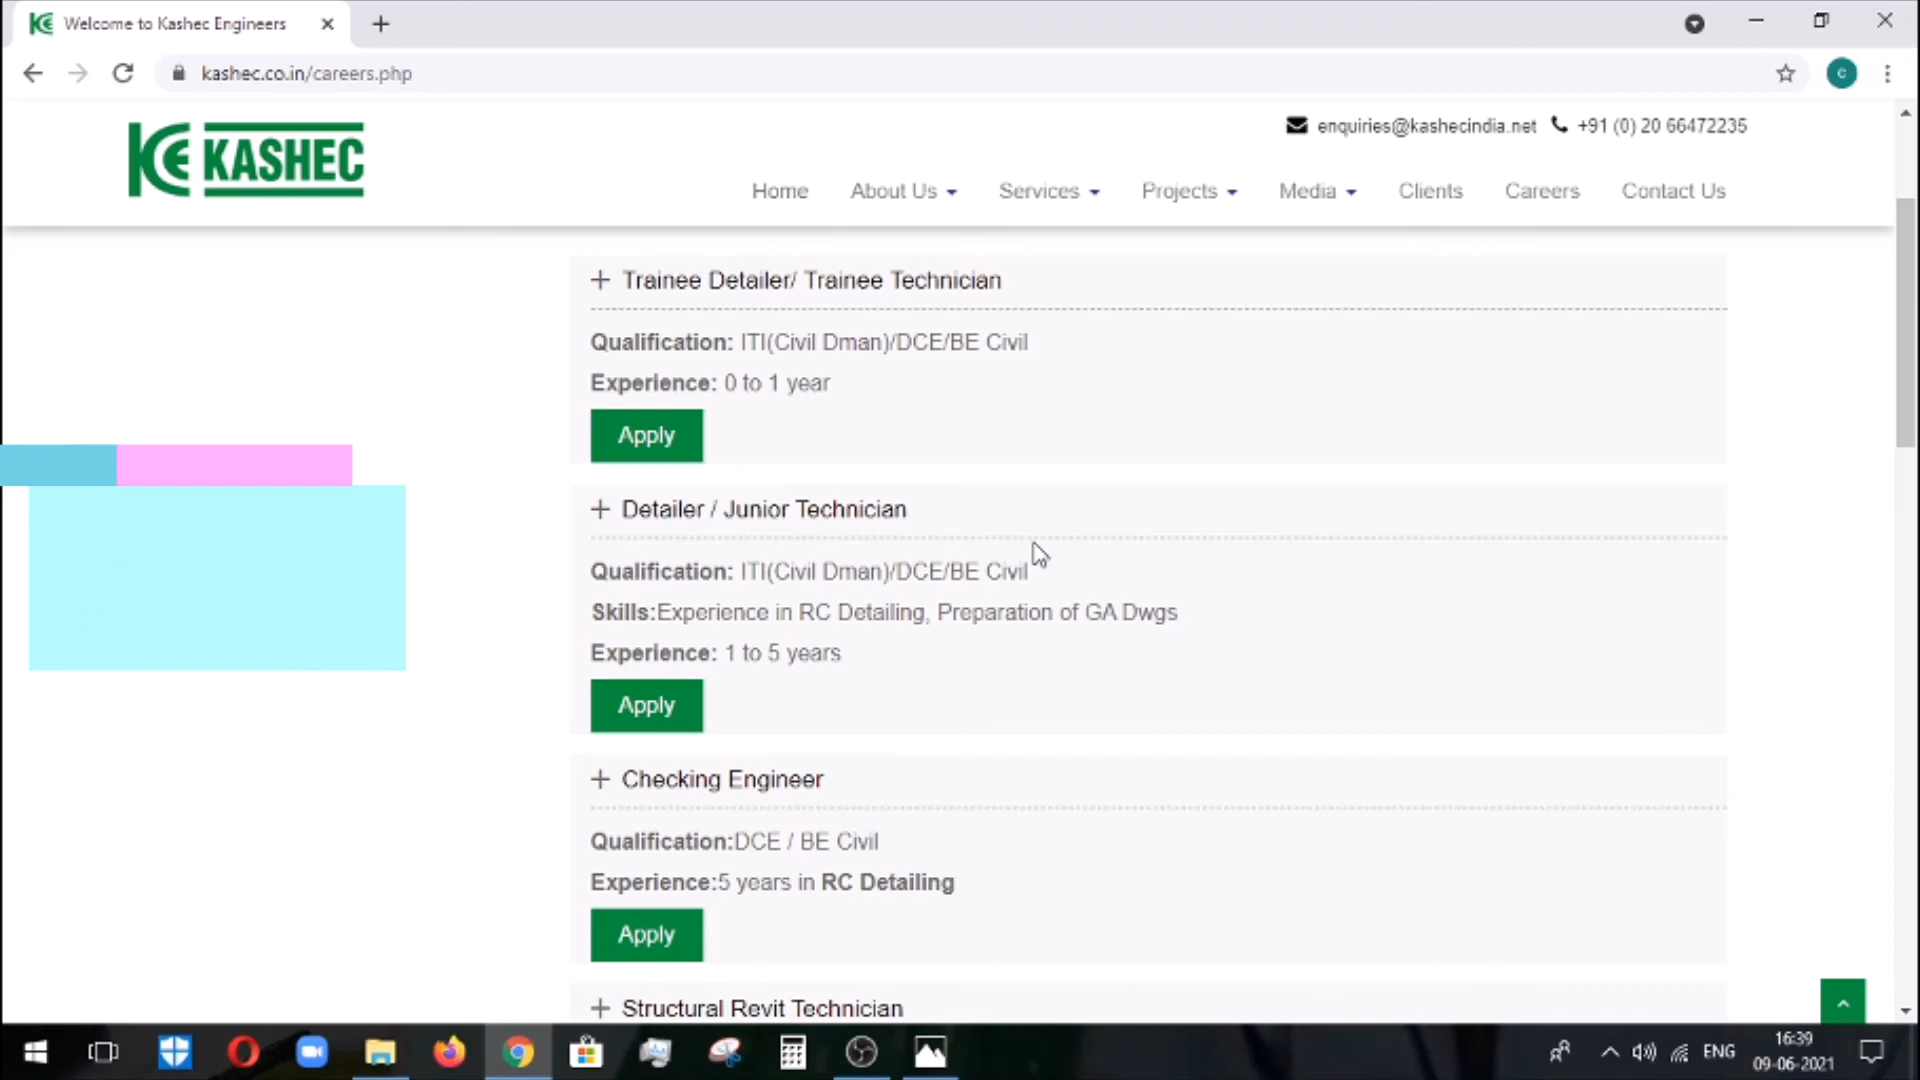 Welcome to Kashec Engineers
kashec.co.in/careers.php
C
KE KASHEC
enquiries@kashecindia.net +91 (0) 20 66472235
Home About Us Services Projects Media Clients Careers Contact Us
+ Trainee Detailer/ Trainee Technician
Qualification: ITI(Civil Dman)/DCE/BE Civil
Experience: 0 to 1 year
Apply
+ Detailer / Junior Technician
Qualification: ITI(Civil Dman)/DCE/BE Civil
Skills:Experience in RC Detailing, Preparation of GA Dwgs
Experience: 1 to 5 years
Apply
+ Checking Engineer
Qualification:DCE / BE Civil
Experience:5 years in RC Detailing
Apply
+ Structural Revit Technician
ENG
16:39
09-06-2021